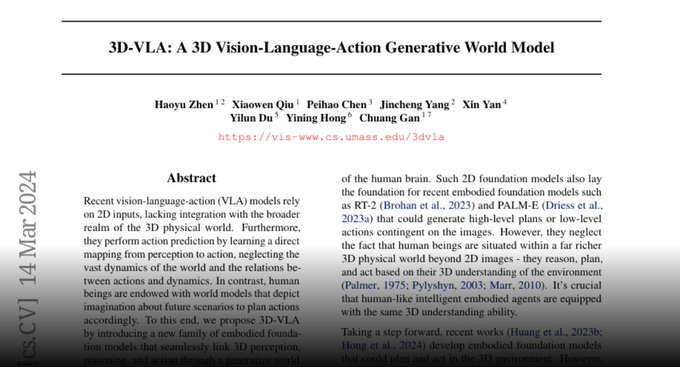 3D-VLA: A 3D Vision-Language-Action Generative World Model
Haoyu Zhen 1 2 Xiaowen Qiu 1 Peihao Chen 3 Jincheng Yang 2 Xin Yan 4
Yilun Du 5 Yining Hong 6 Chuang Gan 1 7
https://vis-www.cs.umass.edu/3dvla
[cs.CV] 14 Mar 2024
Abstract
Recent vision-language-action (VLA) models rely
on 2D inputs, lacking integration with the broader
realm of the 3D physical world. Furthermore,
they perform action prediction by learning a direct
mapping from perception to action, neglecting the
vast dynamics of the world and the relations be-
tween actions and dynamics. In contrast, human
beings are endowed with world models that depict
imagination about future scenarios to plan actions
accordingly. To this end, we propose 3D-VLA
by introducing a new family of embodied founda-
tion models that seamlessly link 3D perception,
reasoning, and action through a generative world
of the human brain. Such 2D foundation models also lay
the foundation for recent embodied foundation models such
as RT-2 (Brohan et al., 2023) and PALM-E (Driess et al.,
2023a) that could generate high-level plans or low-level
actions contingent on the images. However, they neglect
the fact that human beings are situated within a far richer
3D physical world beyond 2D images - they reason, plan,
and act based on their 3D understanding of the environment
(Palmer, 1975; Pylyshyn, 2003; Marr, 2010). It's crucial
that human-like intelligent embodied agents are equipped
with the same 3D understanding ability.
Taking a step forward, recent works (Huang et al., 2023b;
Hong et al., 2024) develop embodied foundation models
that could plan and act in the 3D environment. However,